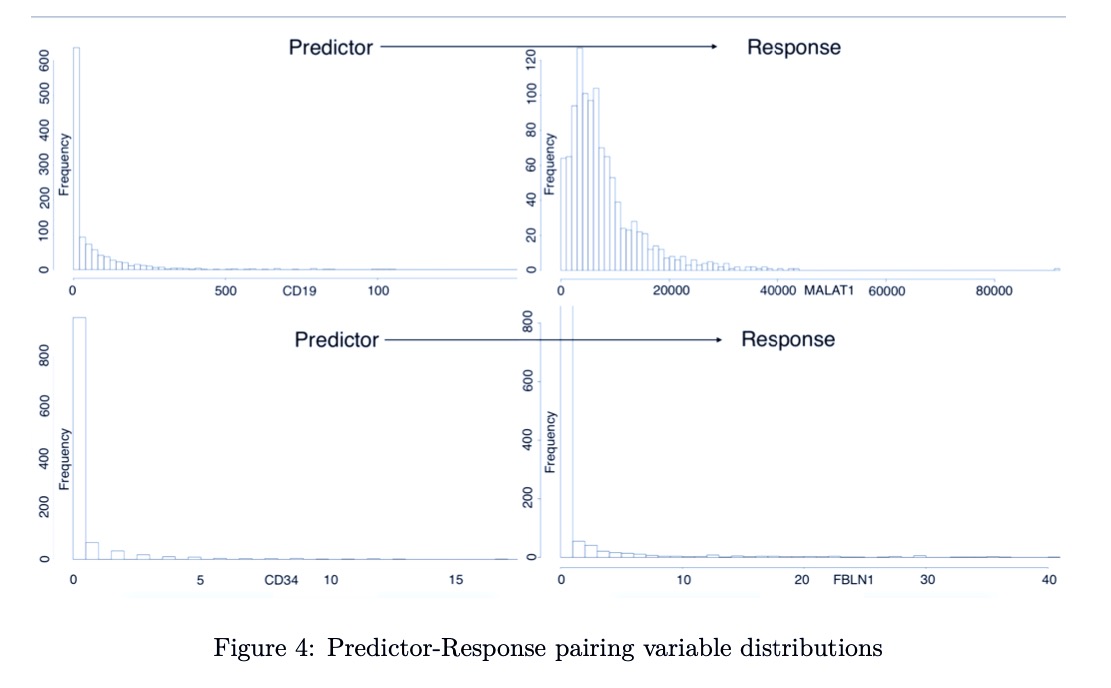 Predictor
Response
Frequency
0 100 200 300 400 500 600
0 500 CD19 100
Frequency
0 20 40 60 80 100 120
0 20000 40000 MALAT1 60000 80000
Predictor
Response
Frequency
0 200 400 600 800
0 5 CD34 10 15
Frequency
0 200 400 600 800
0 10 20 FBLN1 30 40
Figure 4: Predictor-Response pairing variable distributions